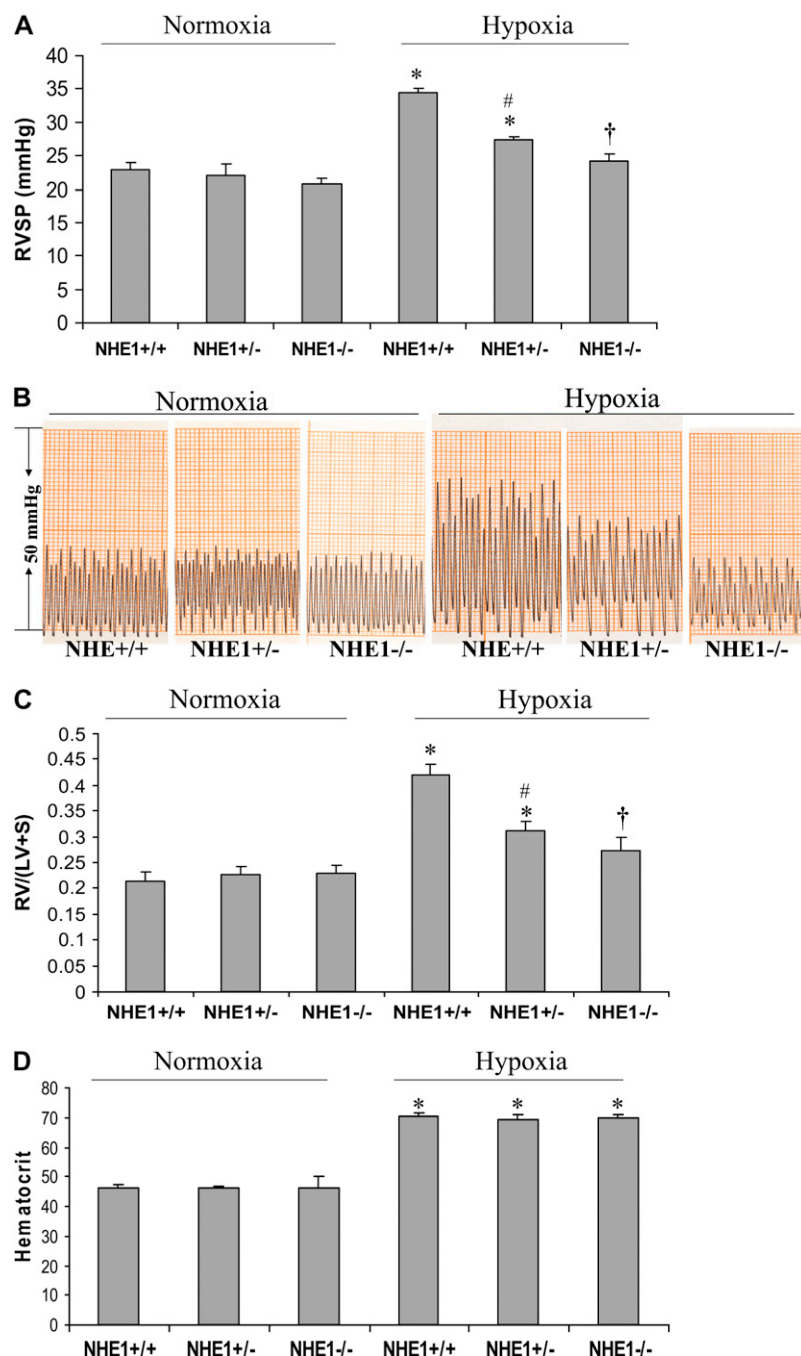 A
Normoxia Hypoxia
RVSP (mmHg)
40
35
30
25
20
15
10
5
0
*
#
*
†
NHE1+/+ NHE1+/- NHE1-/- NHE1+/+ NHE1+/- NHE1-/-
B
Normoxia Hypoxia
50 mmHg
NHE+/+ NHE1+/- NHE1-/- NHE+/+ NHE1+/- NHE1-/-
C
Normoxia Hypoxia
RV/(LV+S)
0.5
0.45
0.4
0.35
0.3
0.25
0.2
0.15
0.1
0.05
0
*
#
*
†
NHE1+/+ NHE1+/- NHE1-/- NHE1+/+ NHE1+/- NHE1-/-
D
Normoxia Hypoxia
Hematocrit
80
70
60
50
40
30
20
10
0
* * *
NHE1+/+ NHE1+/- NHE1-/- NHE1+/+ NHE1+/- NHE1-/-